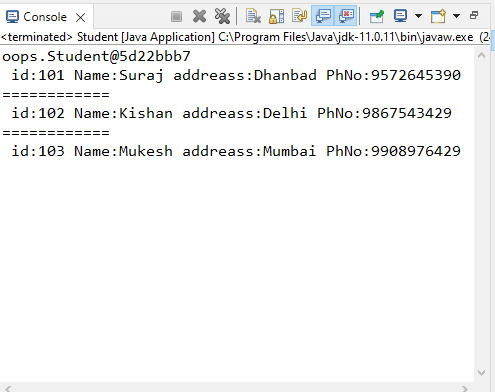 Console
<terminated> Student [Java Application] C:\Program Files\Java\jdk-11.0.11\bin\javaw.exe (2
oops.Student@5d22bbb7
id:101 Name:Suraj addreass:Dhanbad PhNo:9572645390
============
id:102 Name:Kishan addreass:Delhi PhNo:9867543429
============
id:103 Name:Mukesh addreass:Mumbai PhNo:9908976429